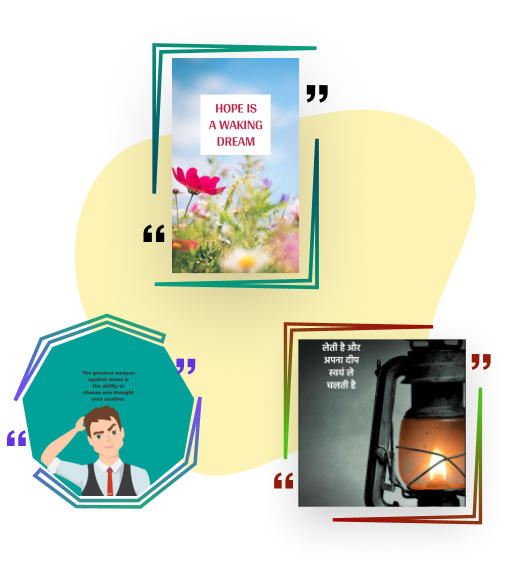 HOPE IS
A WAKING
DREAM
The greatest weapon
against stress is
the ability to
choose one thought
over another.
लेती है और
अपना दीप
स्वयं ले
चलती है